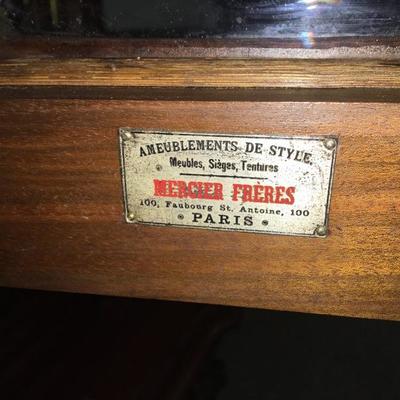 AMEUBLEMENTS DE STYLE
Meubles, Sièges, Tentures
MERCIER FRÈRES
100, Faubourg St. Antoine, 100
PARIS